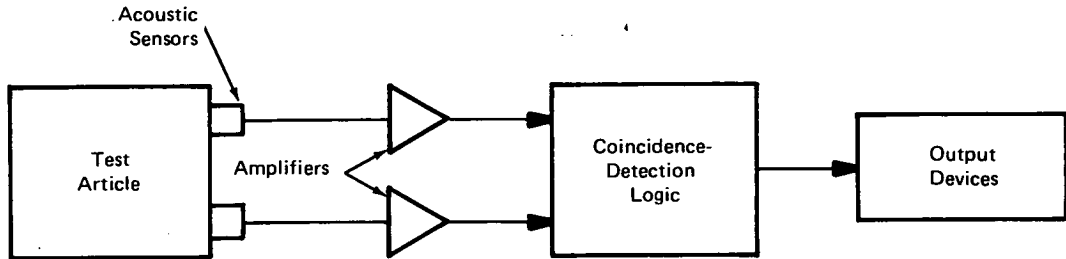 Acoustic
Sensors
Test
Article
Amplifiers
Coincidence-
Detection
Logic
Output
Devices